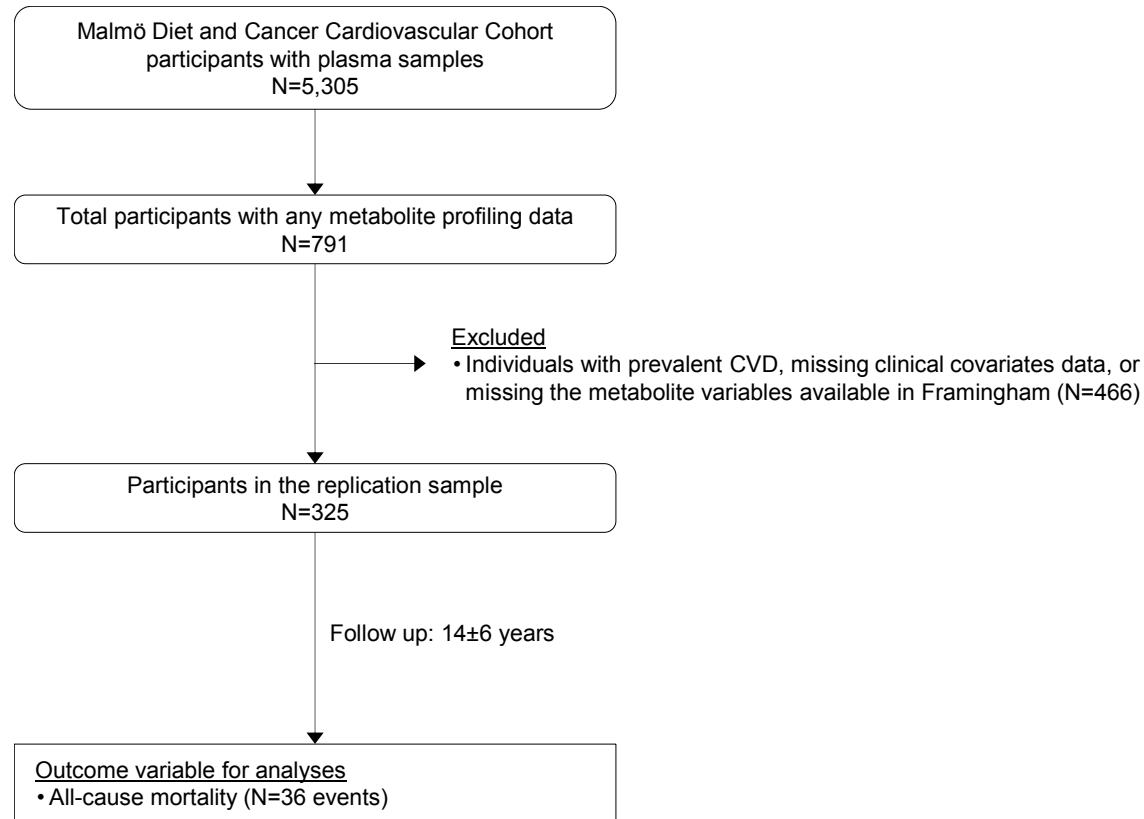 Malmö Diet and Cancer Cardiovascular Cohort
participants with plasma samples
N=5,305
Total participants with any metabolite profiling data
N=791
Excluded
• Individuals with prevalent CVD, missing clinical covariates data, or
missing the metabolite variables available in Framingham (N=466)
Participants in the replication sample
N=325
Follow up: 14±6 years
Outcome variable for analyses
• All-cause mortality (N=36 events)